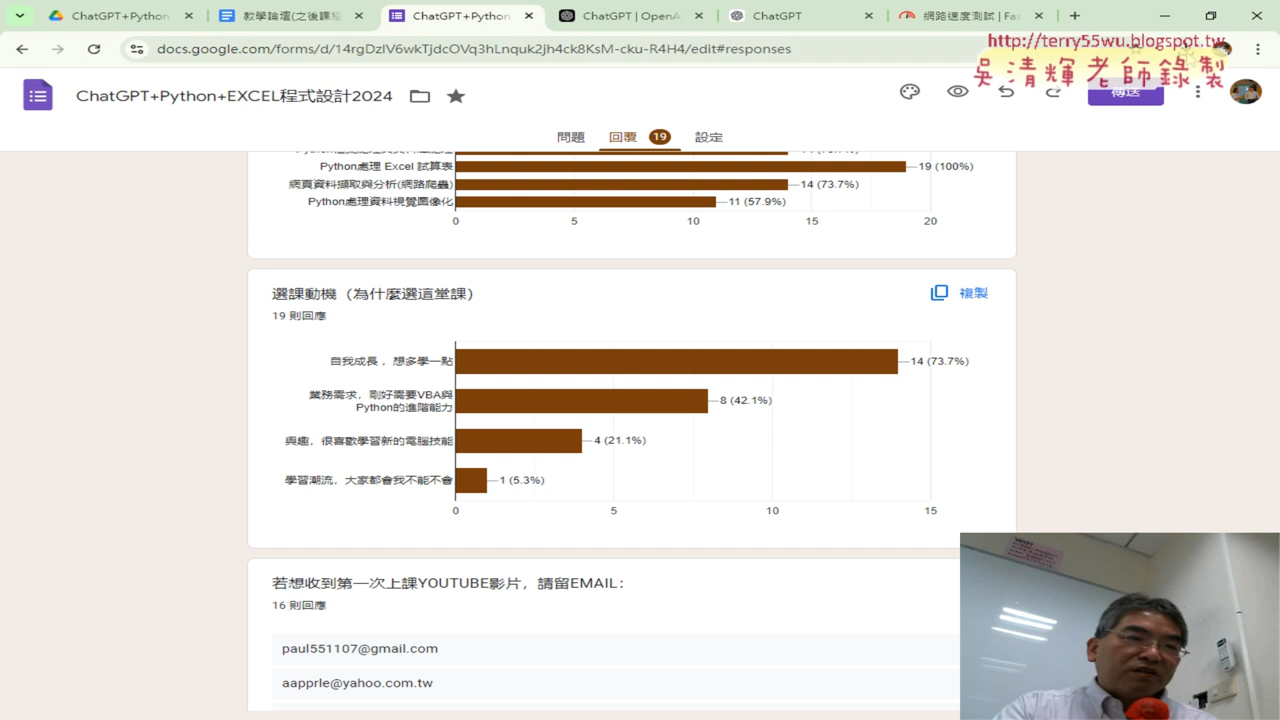 ChatGPT+Python
教學論壇(之後課程
ChatGPT+Python
ChatGPT | OpenA
ChatGPT
網路速度測試 | Fas
docs.google.com/forms/d/14rgDzlV6wkTjdcOVq3hLnquk2jh4ck8KsM-cku-R4H4/edit#responses
http://terry55wu.blogspot.tw
吳清輝老師錄製
ChatGPT+Python+EXCEL程式設計2024
傳送
問題
回覆 19
設定
Python處理 Excel 試算表
19 (100%)
網頁資料擷取與分析(網路爬蟲)
14 (73.7%)
Python處理資料視覺圖像化
11 (57.9%)
0 5 10 15 20
選課動機（為什麼選這堂課）
複製
19 則回應
自我成長，想多學一點
14 (73.7%)
業務需求，剛好需要VBA與
Python的進階能力
8 (42.1%)
興趣，很喜歡學習新的電腦技能
4 (21.1%)
學習潮流，大家都會我不能不會
1 (5.3%)
0 5 10 15
若想收到第一次上課YOUTUBE影片，請留EMAIL：
16 則回應
paul551107@gmail.com
aapprle@yahoo.com.tw